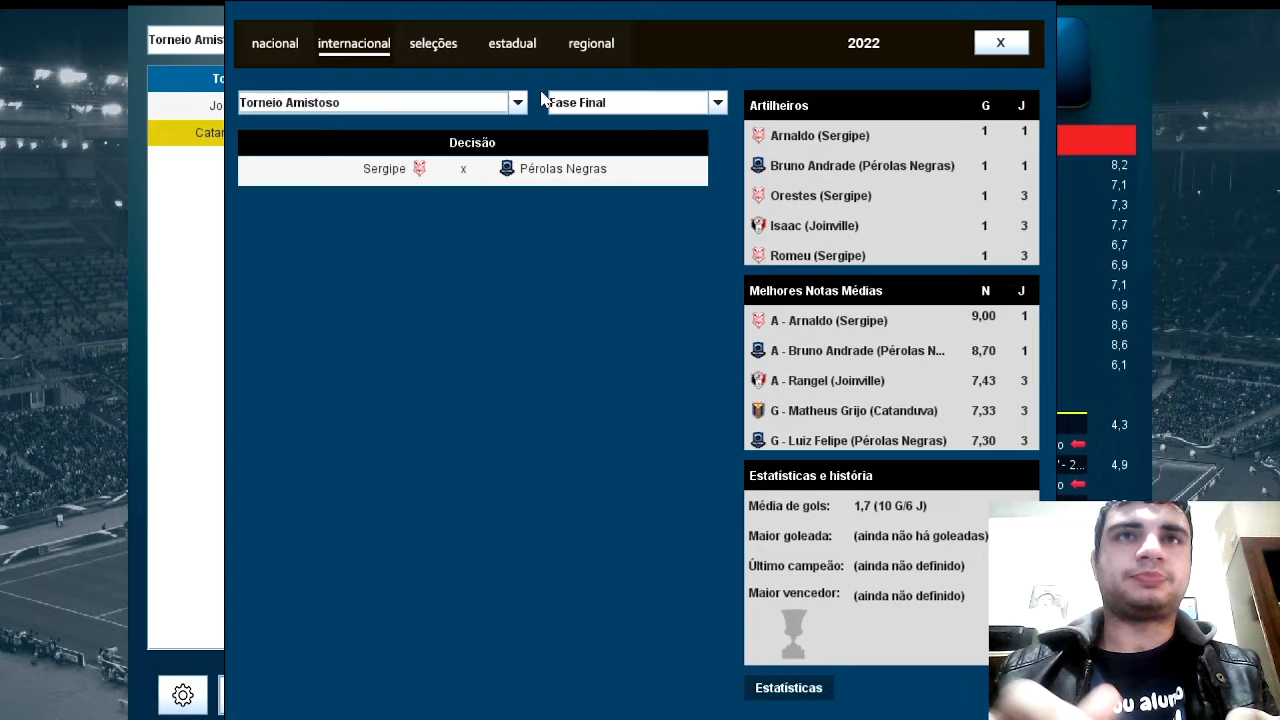 Torneio Amis
nacional internacional seleções estadual regional 2022 X
Torneio Amistoso
Fase Final
Decisão
Sergipe x Pérolas Negras
Artilheiros G J
Arnaldo (Sergipe) 1 1
Bruno Andrade (Pérolas Negras) 1 1
Orestes (Sergipe) 1 3
Isaac (Joinville) 1 3
Romeu (Sergipe) 1 3
Melhores Notas Médias N J
A - Arnaldo (Sergipe) 9,00 1
A - Bruno Andrade (Pérolas N... 8,70 1
A - Rangel (Joinville) 7,43 3
G - Matheus Grijo (Catanduva) 7,33 3
G - Luiz Felipe (Pérolas Negras) 7,30 3
Estatísticas e história
Média de gols: 1,7 (10 G/6 J)
Maior goleada: (ainda não há goleadas)
Último campeão: (ainda não definido)
Maior vencedor: (ainda não definido)
Estatísticas
To
Jo
Catan
8,2
7,1
7,3
7,7
6,7
6,9
7,1
6,9
8,6
8,6
6,1
4,3
o
' - 2... 4,9
o
ou aluno